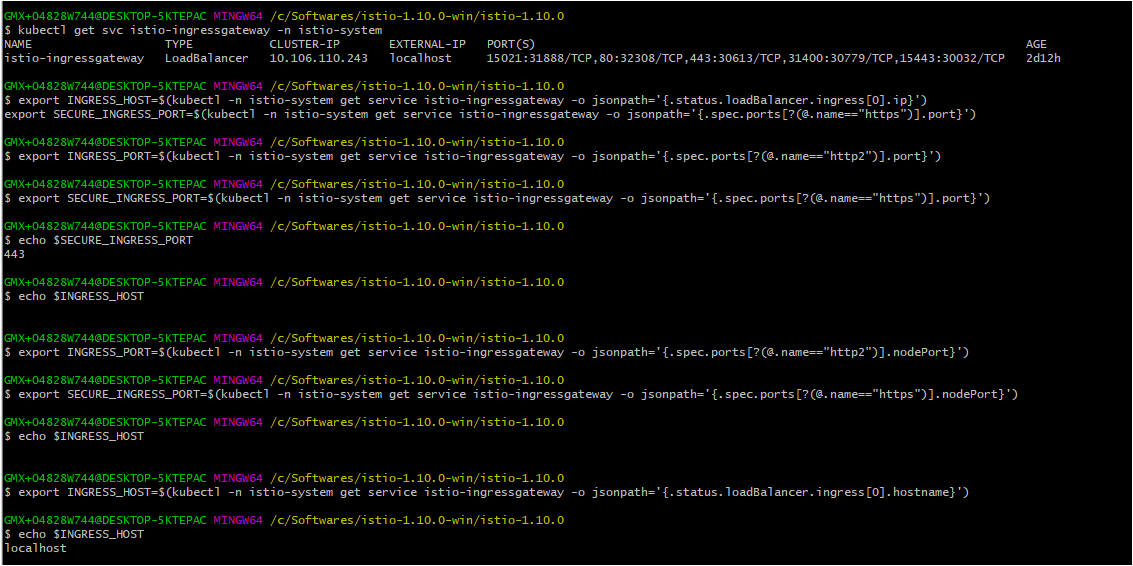 GMX+04828W744@DESKTOP-5KTEPAC MINGW64 /c/Softwares/istio-1.10.0-win/istio-1.10.0
$ kubectl get svc istio-ingressgateway -n istio-system
NAME TYPE CLUSTER-IP EXTERNAL-IP PORT(S) AGE
istio-ingressgateway LoadBalancer 10.106.110.243 localhost 15021:31888/TCP,80:32308/TCP,443:30613/TCP,31400:30779/TCP,15443:30032/TCP 2d12h
GMX+04828W744@DESKTOP-5KTEPAC MINGW64 /c/Softwares/istio-1.10.0-win/istio-1.10.0
$ export INGRESS_HOST=$(kubectl -n istio-system get service istio-ingressgateway -o jsonpath='{.status.loadBalancer.ingress[0].ip}')
export SECURE_INGRESS_PORT=$(kubectl -n istio-system get service istio-ingressgateway -o jsonpath='{.spec.ports[?(@.name=="https")].port}')
GMX+04828W744@DESKTOP-5KTEPAC MINGW64 /c/Softwares/istio-1.10.0-win/istio-1.10.0
$ export INGRESS_PORT=$(kubectl -n istio-system get service istio-ingressgateway -o jsonpath='{.spec.ports[?(@.name=="http2")].port}')
GMX+04828W744@DESKTOP-5KTEPAC MINGW64 /c/Softwares/istio-1.10.0-win/istio-1.10.0
$ export SECURE_INGRESS_PORT=$(kubectl -n istio-system get service istio-ingressgateway -o jsonpath='{.spec.ports[?(@.name=="https")].port}')
GMX+04828W744@DESKTOP-5KTEPAC MINGW64 /c/Softwares/istio-1.10.0-win/istio-1.10.0
$ echo $SECURE_INGRESS_PORT
443
GMX+04828W744@DESKTOP-5KTEPAC MINGW64 /c/Softwares/istio-1.10.0-win/istio-1.10.0
$ echo $INGRESS_HOST
GMX+04828W744@DESKTOP-5KTEPAC MINGW64 /c/Softwares/istio-1.10.0-win/istio-1.10.0
$ export INGRESS_PORT=$(kubectl -n istio-system get service istio-ingressgateway -o jsonpath='{.spec.ports[?(@.name=="http2")].nodePort}')
GMX+04828W744@DESKTOP-5KTEPAC MINGW64 /c/Softwares/istio-1.10.0-win/istio-1.10.0
$ export SECURE_INGRESS_PORT=$(kubectl -n istio-system get service istio-ingressgateway -o jsonpath='{.spec.ports[?(@.name=="https")].nodePort}')
GMX+04828W744@DESKTOP-5KTEPAC MINGW64 /c/Softwares/istio-1.10.0-win/istio-1.10.0
$ echo $INGRESS_HOST
GMX+04828W744@DESKTOP-5KTEPAC MINGW64 /c/Softwares/istio-1.10.0-win/istio-1.10.0
$ export INGRESS_HOST=$(kubectl -n istio-system get service istio-ingressgateway -o jsonpath='{.status.loadBalancer.ingress[0].hostname}')
GMX+04828W744@DESKTOP-5KTEPAC MINGW64 /c/Softwares/istio-1.10.0-win/istio-1.10.0
$ echo $INGRESS_HOST
localhost